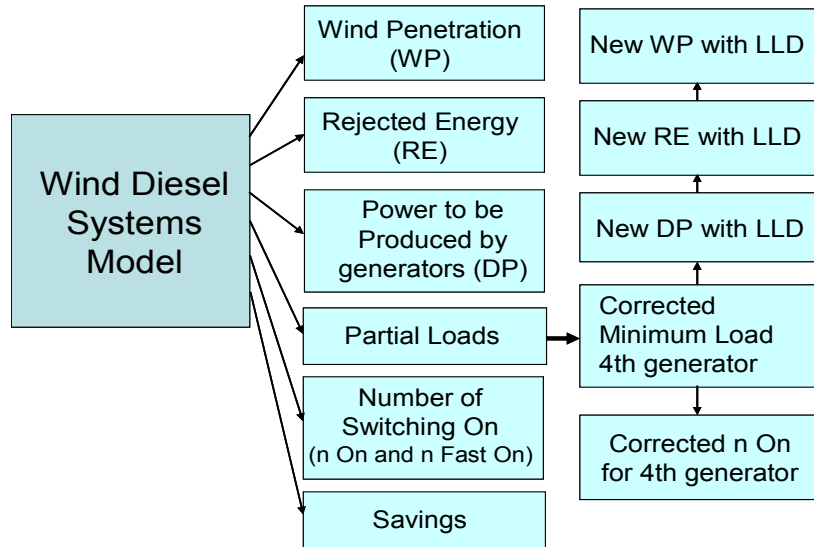 Wind Diesel
Systems
Model
Wind Penetration
(WP)
Rejected Energy
(RE)
Power to be
Produced by
generators (DP)
Partial Loads
Number of
Switching On
(n On and n Fast On)
Savings
New WP with LLD
New RE with LLD
New DP with LLD
Corrected
Minimum Load
4th generator
Corrected n On
for 4th generator